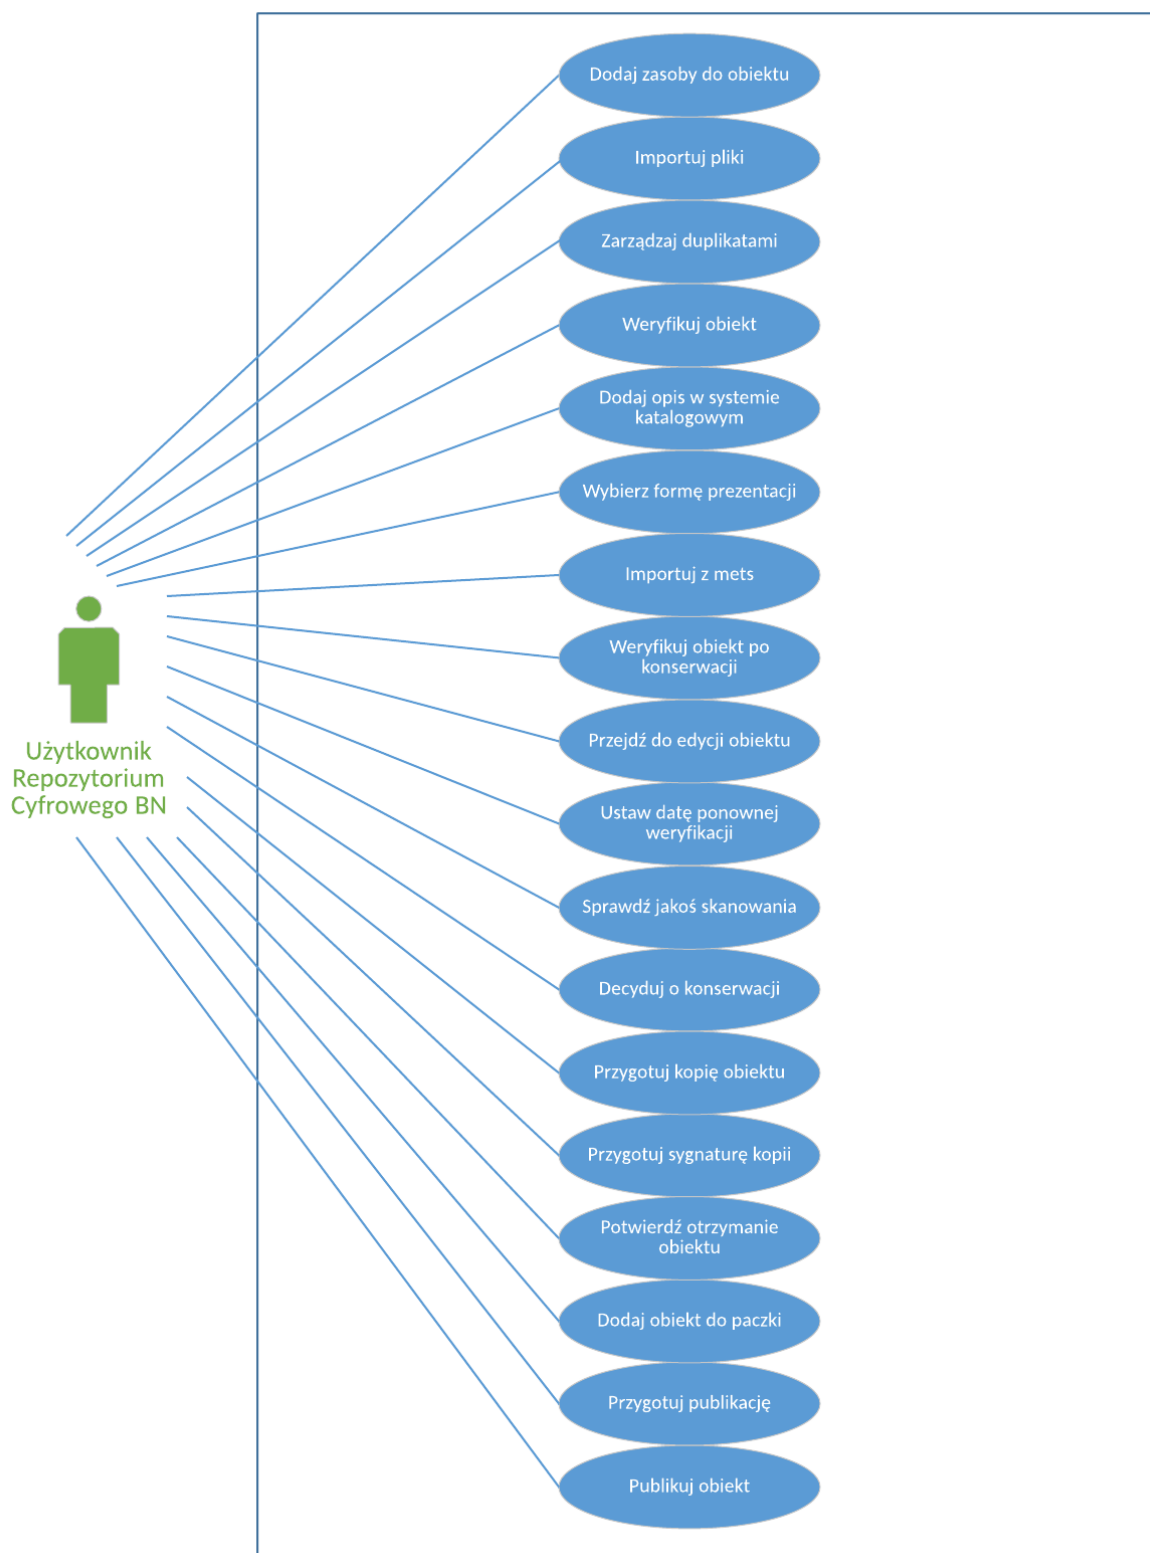 Dodaj zasoby do obiektu
Importuj pliki
Zarządzaj duplikatami
Weryfikuj obiekt
Dodaj opis w systemie
katalogowym
Wybierz formę prezentacji
Importuj z mets
Weryfikuj obiekt po
konserwacji
Przejdź do edycji obiektu
Ustaw datę ponownej
weryfikacji
Sprawdź jakoś skanowania
Decyduj o konserwacji
Przygotuj kopię obiektu
Przygotuj sygnaturę kopii
Potwierdź otrzymanie
obiektu
Dodaj obiekt do paczki
Przygotuj publikację
Publikuj obiekt
Użytkownik
Repozytorium
Cyfrowego BN